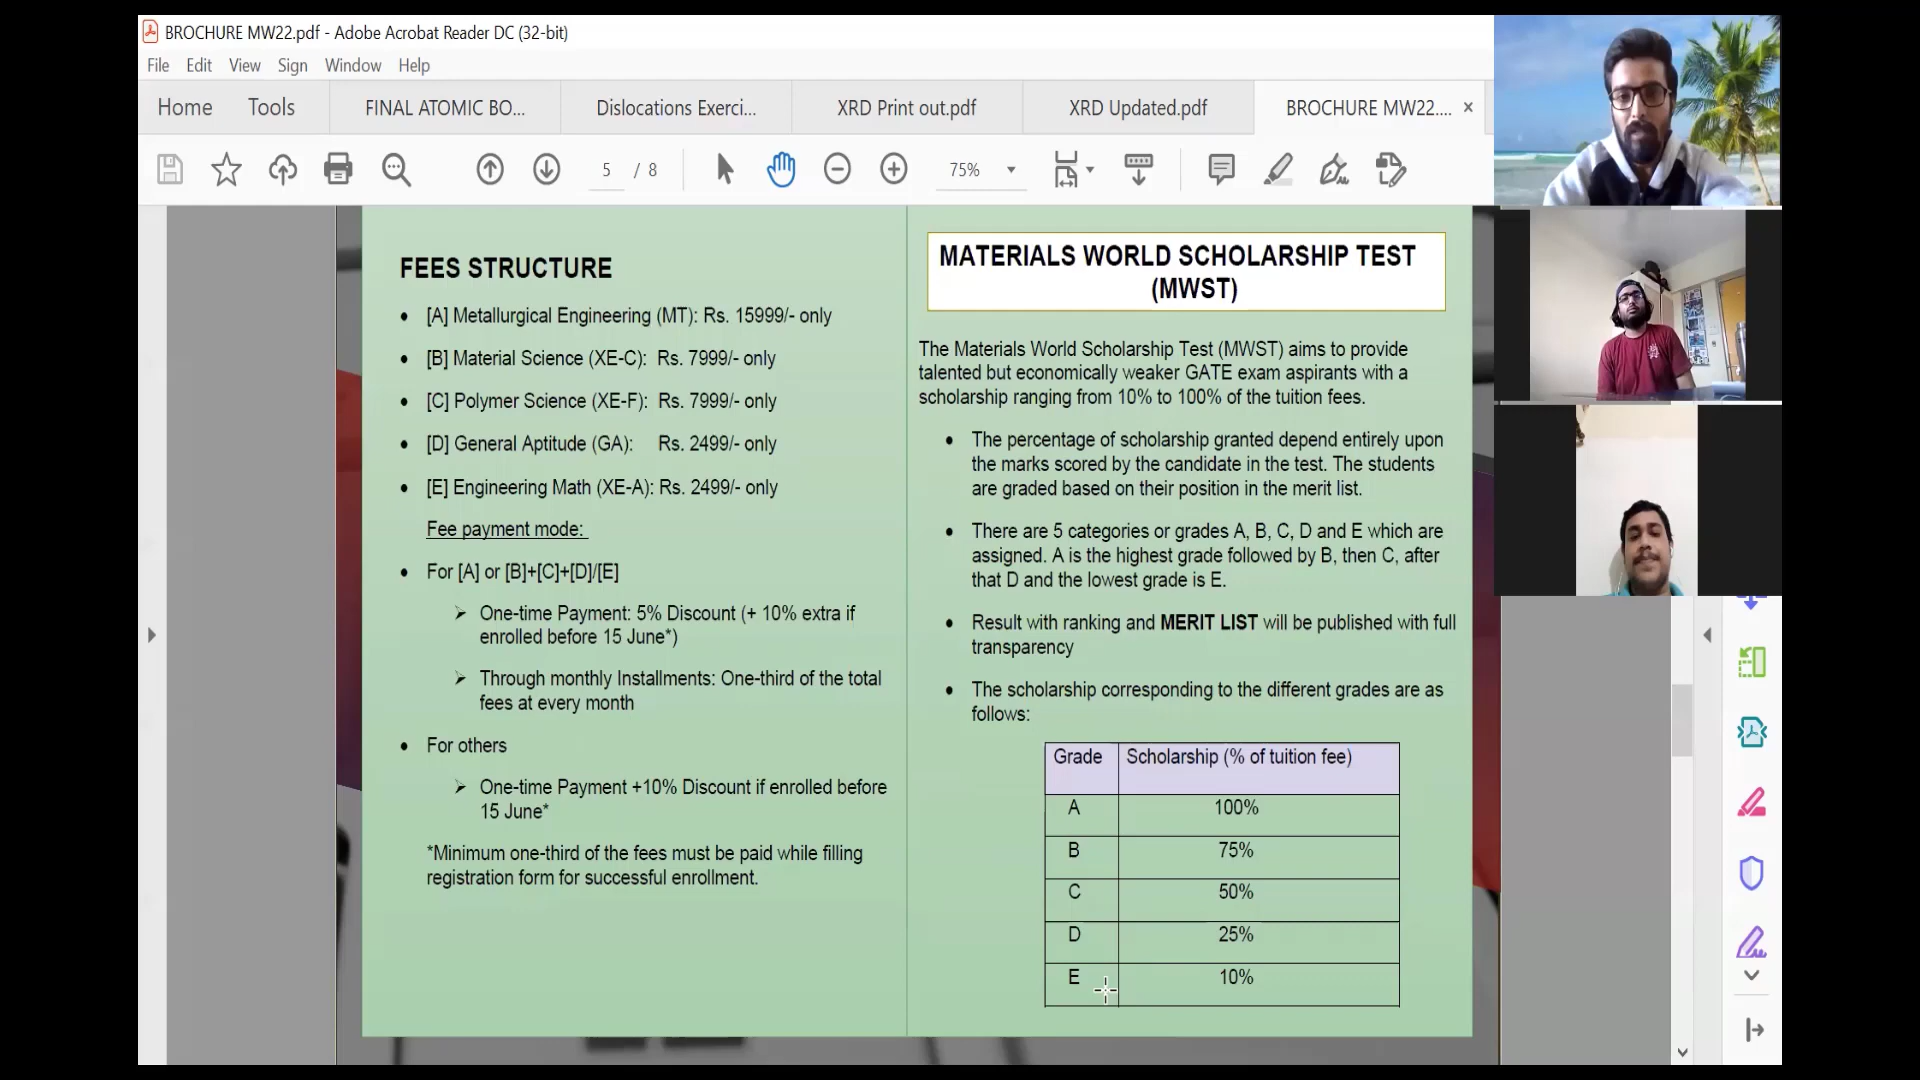 BROCHURE MW22.pdf - Adobe Acrobat Reader DC (32-bit)
File Edit View Sign Window Help
Home Tools FINAL ATOMIC BO... Dislocations Exerci... XRD Print out.pdf XRD Updated.pdf BROCHURE MW22.... ×
5 / 8 75%
FEES STRUCTURE
• [A] Metallurgical Engineering (MT): Rs. 15999/- only
• [B] Material Science (XE-C): Rs. 7999/- only
• [C] Polymer Science (XE-F): Rs. 7999/- only
• [D] General Aptitude (GA): Rs. 2499/- only
• [E] Engineering Math (XE-A): Rs. 2499/- only
Fee payment mode:
• For [A] or [B]+[C]+[D]/[E]
➢ One-time Payment: 5% Discount (+ 10% extra if
enrolled before 15 June*)
➢ Through monthly Installments: One-third of the total
fees at every month
• For others
➢ One-time Payment +10% Discount if enrolled before
15 June*
*Minimum one-third of the fees must be paid while filling
registration form for successful enrollment.
MATERIALS WORLD SCHOLARSHIP TEST
(MWST)
The Materials World Scholarship Test (MWST) aims to provide
talented but economically weaker GATE exam aspirants with a
scholarship ranging from 10% to 100% of the tuition fees.
• The percentage of scholarship granted depend entirely upon
the marks scored by the candidate in the test. The students
are graded based on their position in the merit list.
• There are 5 categories or grades A, B, C, D and E which are
assigned. A is the highest grade followed by B, then C, after
that D and the lowest grade is E.
• Result with ranking and MERIT LIST will be published with full
transparency
• The scholarship corresponding to the different grades are as
follows:
Grade Scholarship (% of tuition fee)
A 100%
B 75%
C 50%
D 25%
E 10%